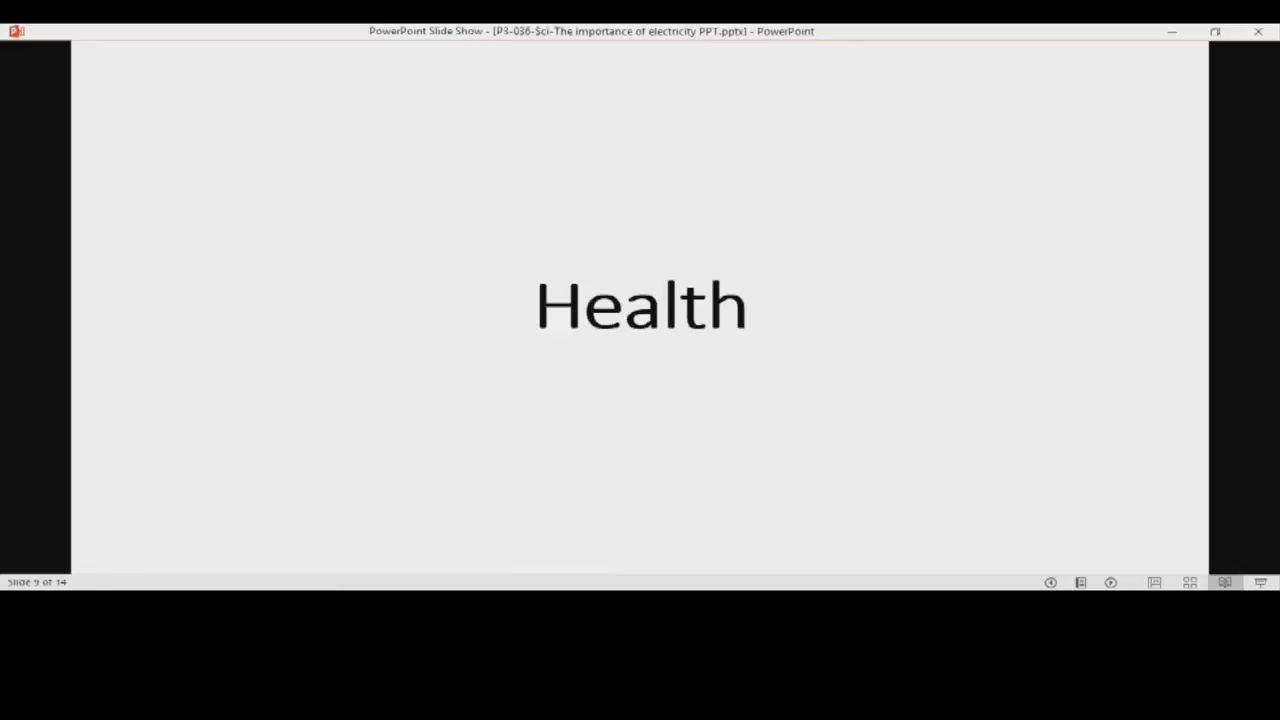 PowerPoint Slide Show - [P3-036-Sci-The importance of electricity PPT.pptx] - PowerPoint
Health
Slide 9 of 14